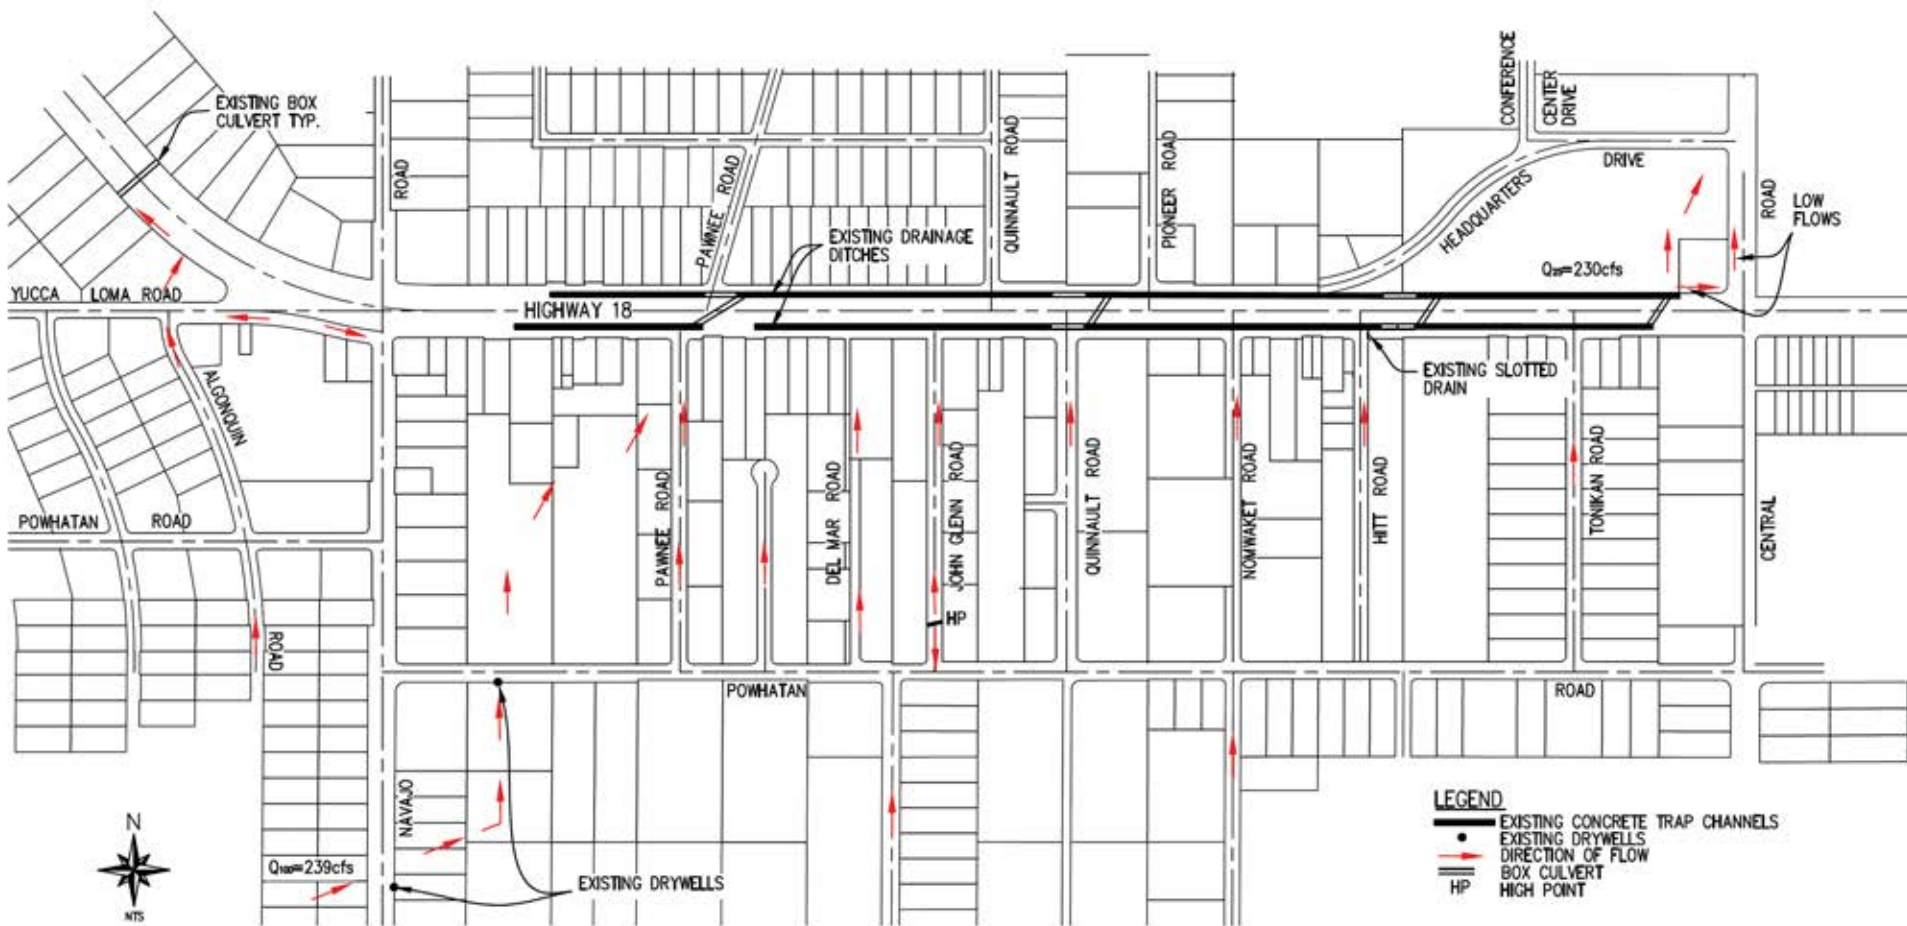 EXISTING BOX
CULVERT TYP.
CONFERENCE
CENTER
DRIVE
ROAD
PAWNEE ROAD
QUINNAULT ROAD
PIONEER ROAD
HEADQUARTERS
DRIVE
ROAD
LOW
FLOWS
EXISTING DRAINAGE
DITCHES
Q₂₅=230cfs
YUCCA LOMA ROAD
HIGHWAY 18
ALGONQUIN
EXISTING SLOTTED
DRAIN
POWHATAN ROAD
PAWNEE ROAD
DEL MAR ROAD
JOHN GLENN ROAD
QUINNAULT ROAD
NOMWAKET ROAD
HITT ROAD
TONIKAN ROAD
CENTRAL
HP
ROAD
POWHATAN
ROAD
NAVAJO
N
NTS
Q₁₀₀=239cfs
EXISTING DRYWELLS
LEGEND
EXISTING CONCRETE TRAP CHANNELS
EXISTING DRYWELLS
DIRECTION OF FLOW
BOX CULVERT
HP HIGH POINT